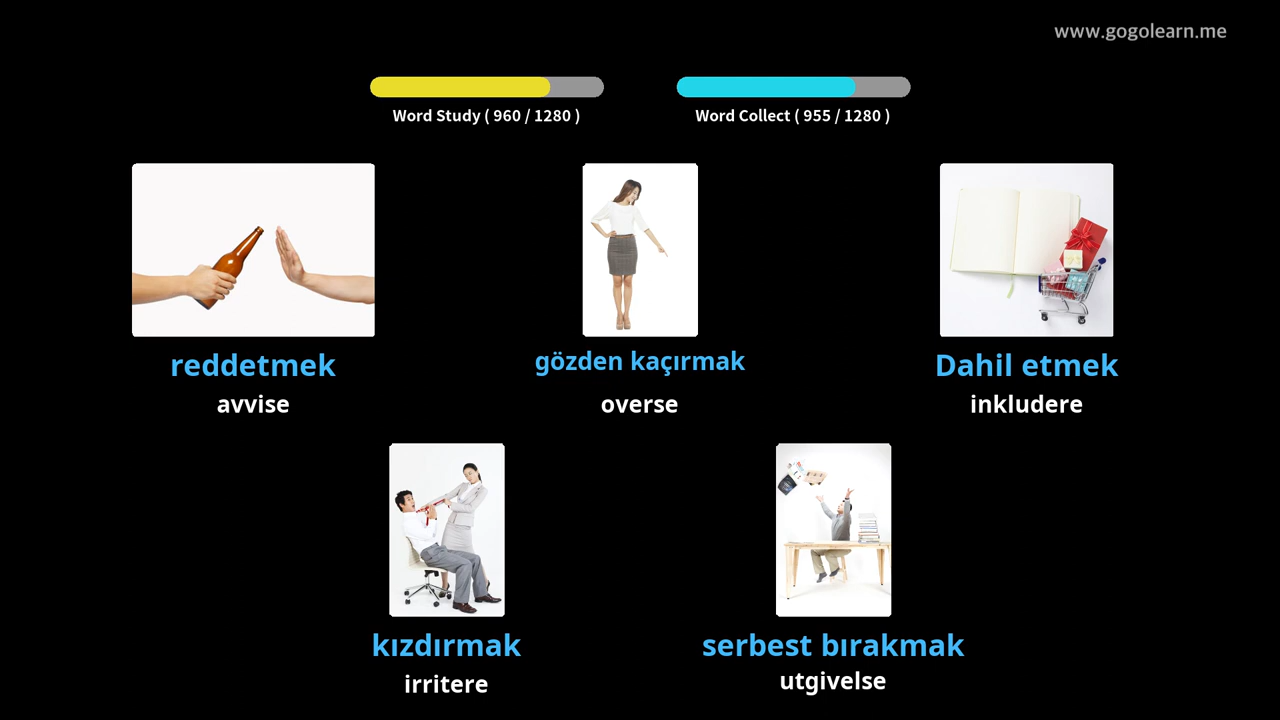 www.gogolearn.me
Word Study ( 960 / 1280 )
Word Collect ( 955 / 1280 )
reddetmek
avvise
gözden kaçırmak
overse
Dahil etmek
inkludere
kızdırmak
irritere
serbest bırakmak
utgivelse